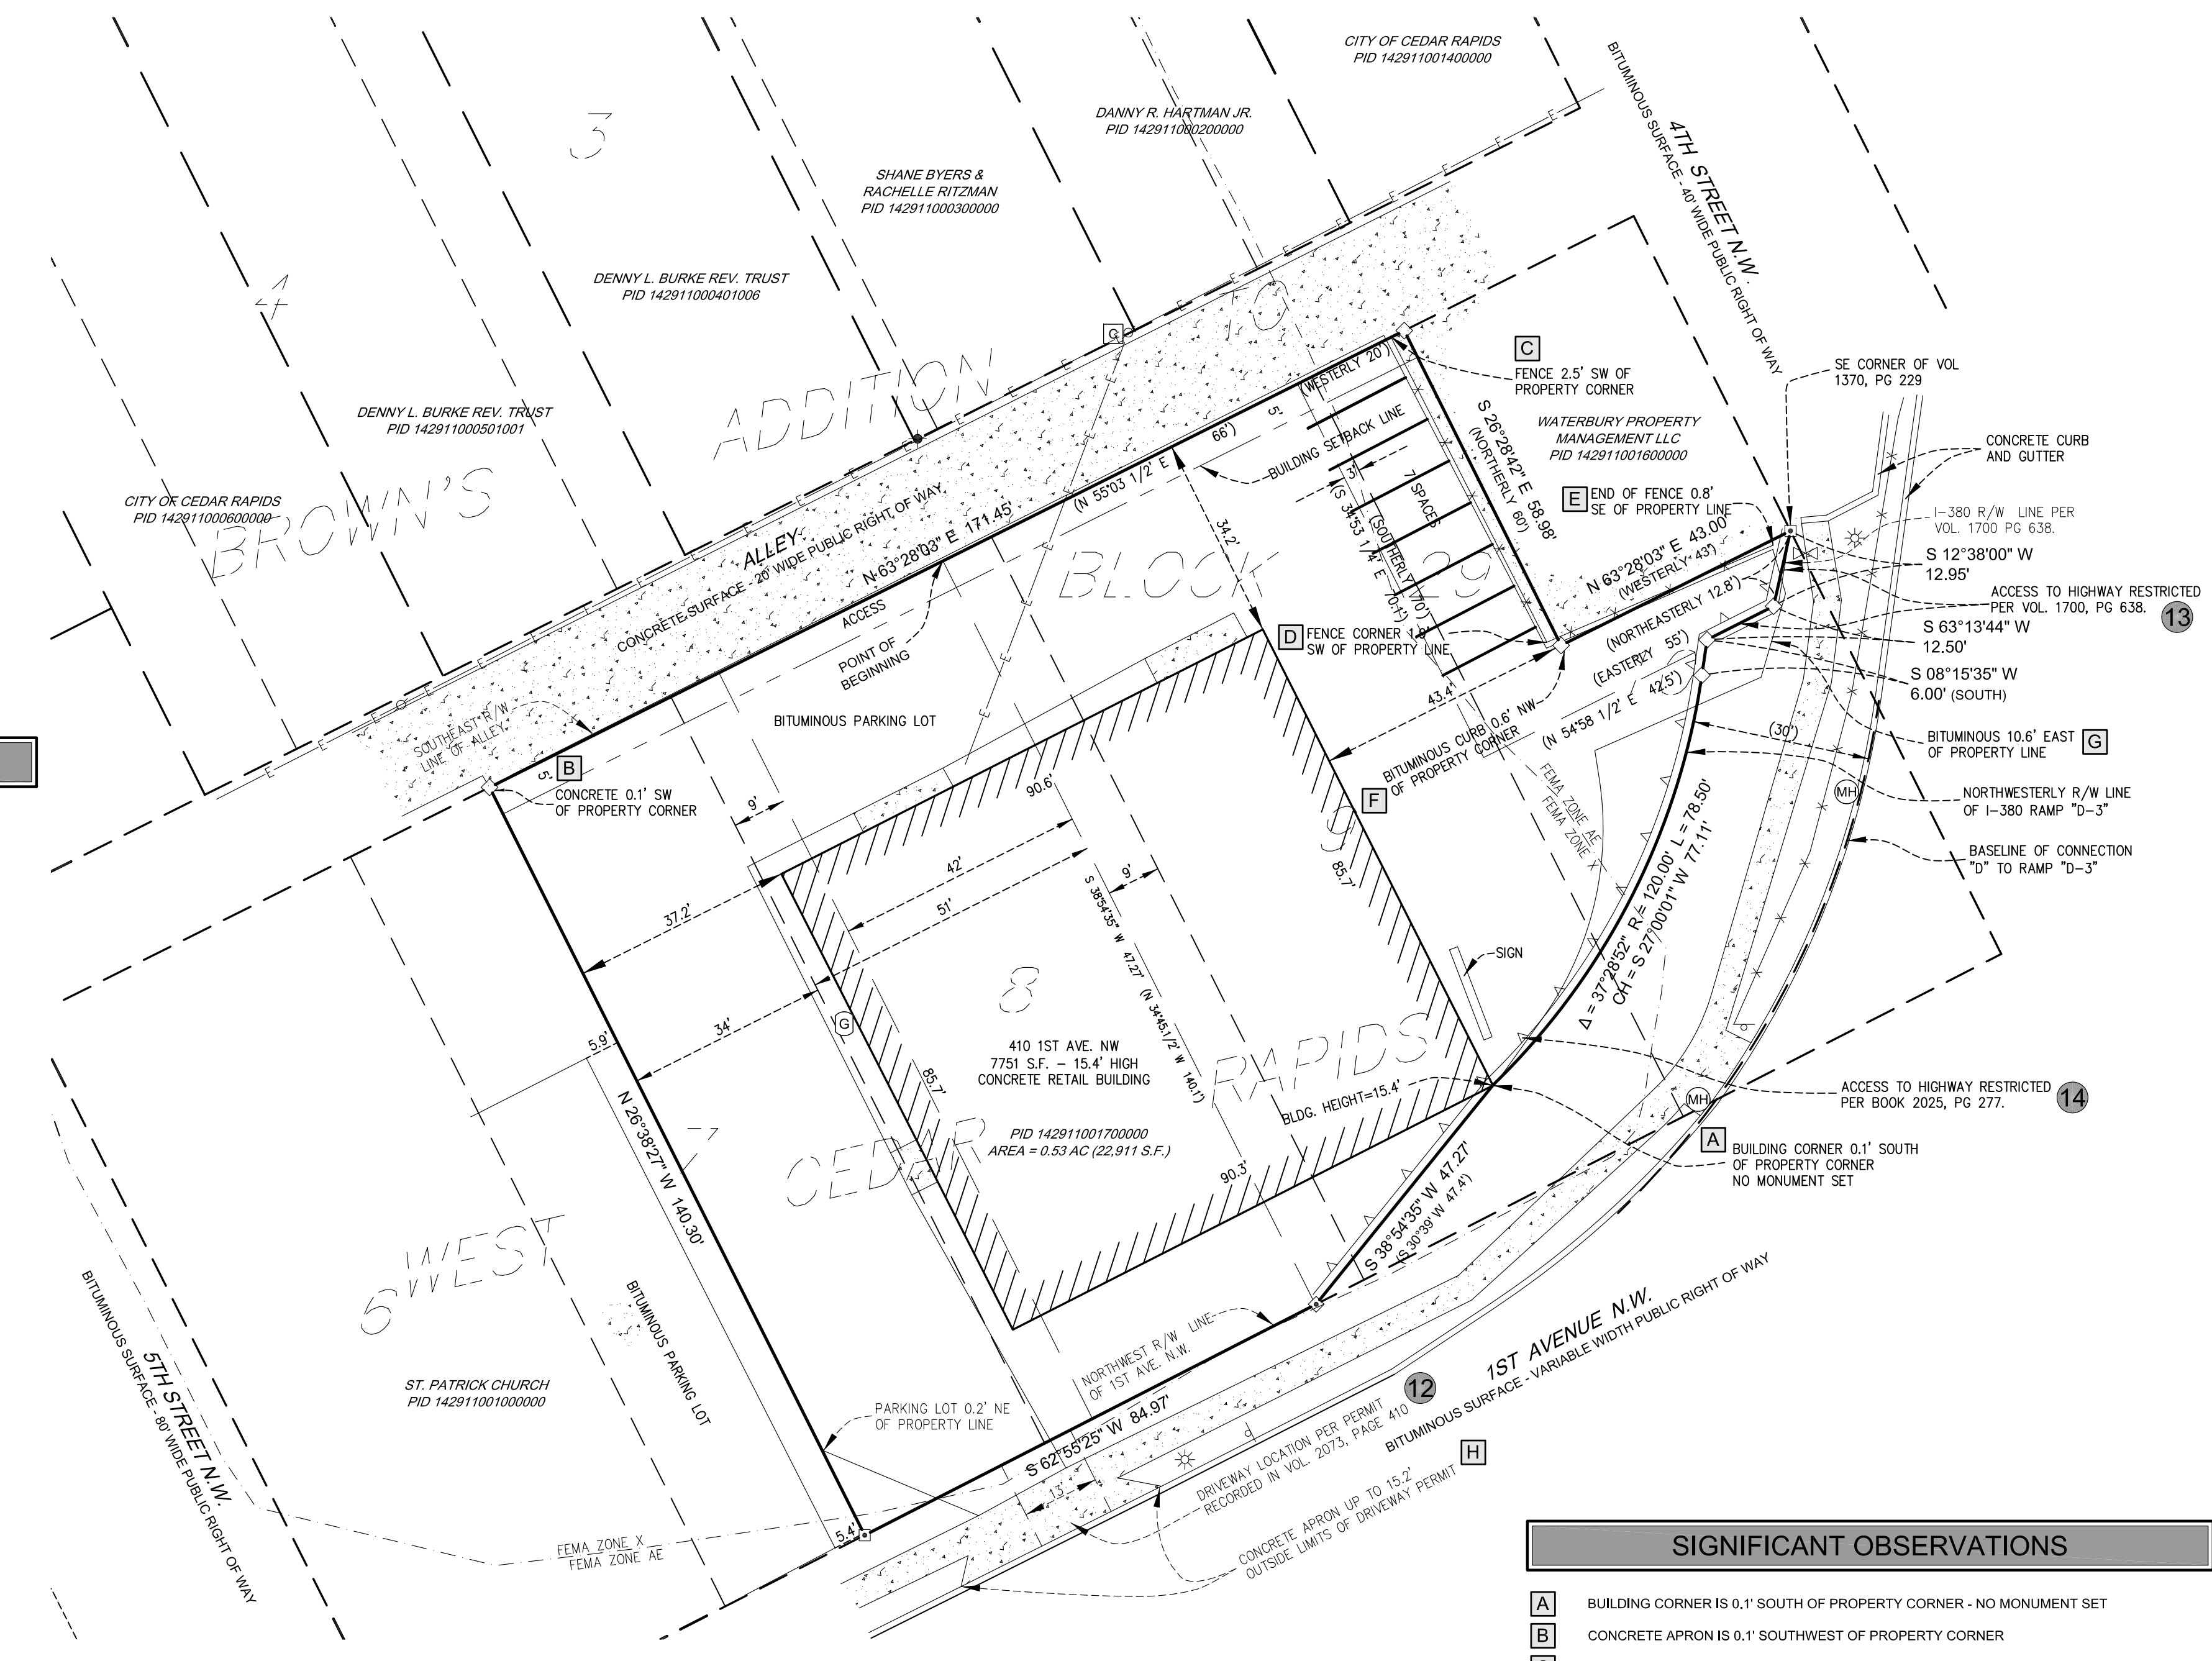 CITY OF CEDAR RAPIDS
PID 142911001400000
DANNY R. HARTMAN JR.
PID 142911000200000
SHANE BYERS &
RACHELLE RITZMAN
PID 142911000300000
DENNY L. BURKE REV. TRUST
PID 142911000401006
DENNY L. BURKE REV. TRUST
PID 142911000501001
CITY OF CEDAR RAPIDS
PID 142911000600000
3
4
10
BROWN'S
ADDITION
BLOCK
29
4TH STREET N.W.
BITUMINOUS SURFACE - 40' WIDE PUBLIC RIGHT OF WAY
ALLEY
CONCRETE SURFACE - 20' WIDE PUBLIC RIGHT OF WAY
N 63°28'03" E 171.45'
(N 55°03 1/2' E
66')
(WESTERLY 20')
5'
ACCESS
POINT OF
BEGINNING
SOUTHEAST R/W
LINE OF ALLEY
5'
B
CONCRETE 0.1' SW
OF PROPERTY CORNER
BITUMINOUS PARKING LOT
BUILDING SETBACK LINE
34.2'
3'
7 SPACES
(S 34°53 1/4' E 70.1')
(SOUTHERLY 70')
S 26°28'42" E 58.98'
(NORTHERLY 60')
C
FENCE 2.5' SW OF
PROPERTY CORNER
WATERBURY PROPERTY
MANAGEMENT LLC
PID 142911001600000
E
END OF FENCE 0.8'
SE OF PROPERTY LINE
N 63°28'03" E 43.00'
(WESTERLY 43')
(NORTHEASTERLY 12.8')
(EASTERLY 55')
(N 54°58 1/2' E 42.5')
D
FENCE CORNER 1.8'
SW OF PROPERTY LINE
43.4'
F
BITUMINOUS CURB 0.6' NW
OF PROPERTY CORNER
SE CORNER OF VOL
1370, PG 229
CONCRETE CURB
AND GUTTER
I-380 R/W LINE PER
VOL. 1700 PG 638.
S 12°38'00" W
12.95'
ACCESS TO HIGHWAY RESTRICTED
PER VOL. 1700, PG 638.
13
S 63°13'44" W
12.50'
S 08°15'35" W
6.00' (SOUTH)
(30')
BITUMINOUS 10.6' EAST
OF PROPERTY LINE
G
MH
NORTHWESTERLY R/W LINE
OF I-380 RAMP "D-3"
BASELINE OF CONNECTION
"D" TO RAMP "D-3"
FEMA ZONE AE
FEMA ZONE X
9
9'
90.6'
42'
51'
9'
37.2'
34'
5.9'
85.7'
85.7'
S 38°54'35" W 47.27' (N 34°45 1/2' W 140.1')
G
8
410 1ST AVE. NW
7751 S.F. - 15.4' HIGH
CONCRETE RETAIL BUILDING
PID 142911001700000
AREA = 0.53 AC (22,911 S.F.)
SIGN
Δ = 37°28'52" R = 120.00' L = 78.50'
CH = S 27°00'01" W 77.11'
BLDG. HEIGHT=15.4'
90.3'
ACCESS TO HIGHWAY RESTRICTED
PER BOOK 2025, PG 277.
14
MH
A
BUILDING CORNER 0.1' SOUTH
OF PROPERTY CORNER
NO MONUMENT SET
N 26°38'27" W 140.30'
7
CEDAR
RAPIDS
WEST
6
S 38°54'35" W 47.27'
(S 30°39' W 47.4')
NORTHWEST R/W LINE
OF 1ST AVE. N.W.
1ST AVENUE N.W.
BITUMINOUS SURFACE - VARIABLE WIDTH PUBLIC RIGHT OF WAY
5TH STREET N.W.
BITUMINOUS SURFACE - 80' WIDE PUBLIC RIGHT OF WAY
BITUMINOUS PARKING LOT
ST. PATRICK CHURCH
PID 142911001000000
PARKING LOT 0.2' NE
OF PROPERTY LINE
S 62°55'25" W 84.97'
13'
5.4'
FEMA ZONE X
FEMA ZONE AE
DRIVEWAY LOCATION PER PERMIT
RECORDED IN VOL. 2073, PAGE 410
12
CONCRETE APRON UP TO 15.2'
OUTSIDE LIMITS OF DRIVEWAY PERMIT
H
SIGNIFICANT OBSERVATIONS
A BUILDING CORNER IS 0.1' SOUTH OF PROPERTY CORNER - NO MONUMENT SET
B CONCRETE APRON IS 0.1' SOUTHWEST OF PROPERTY CORNER